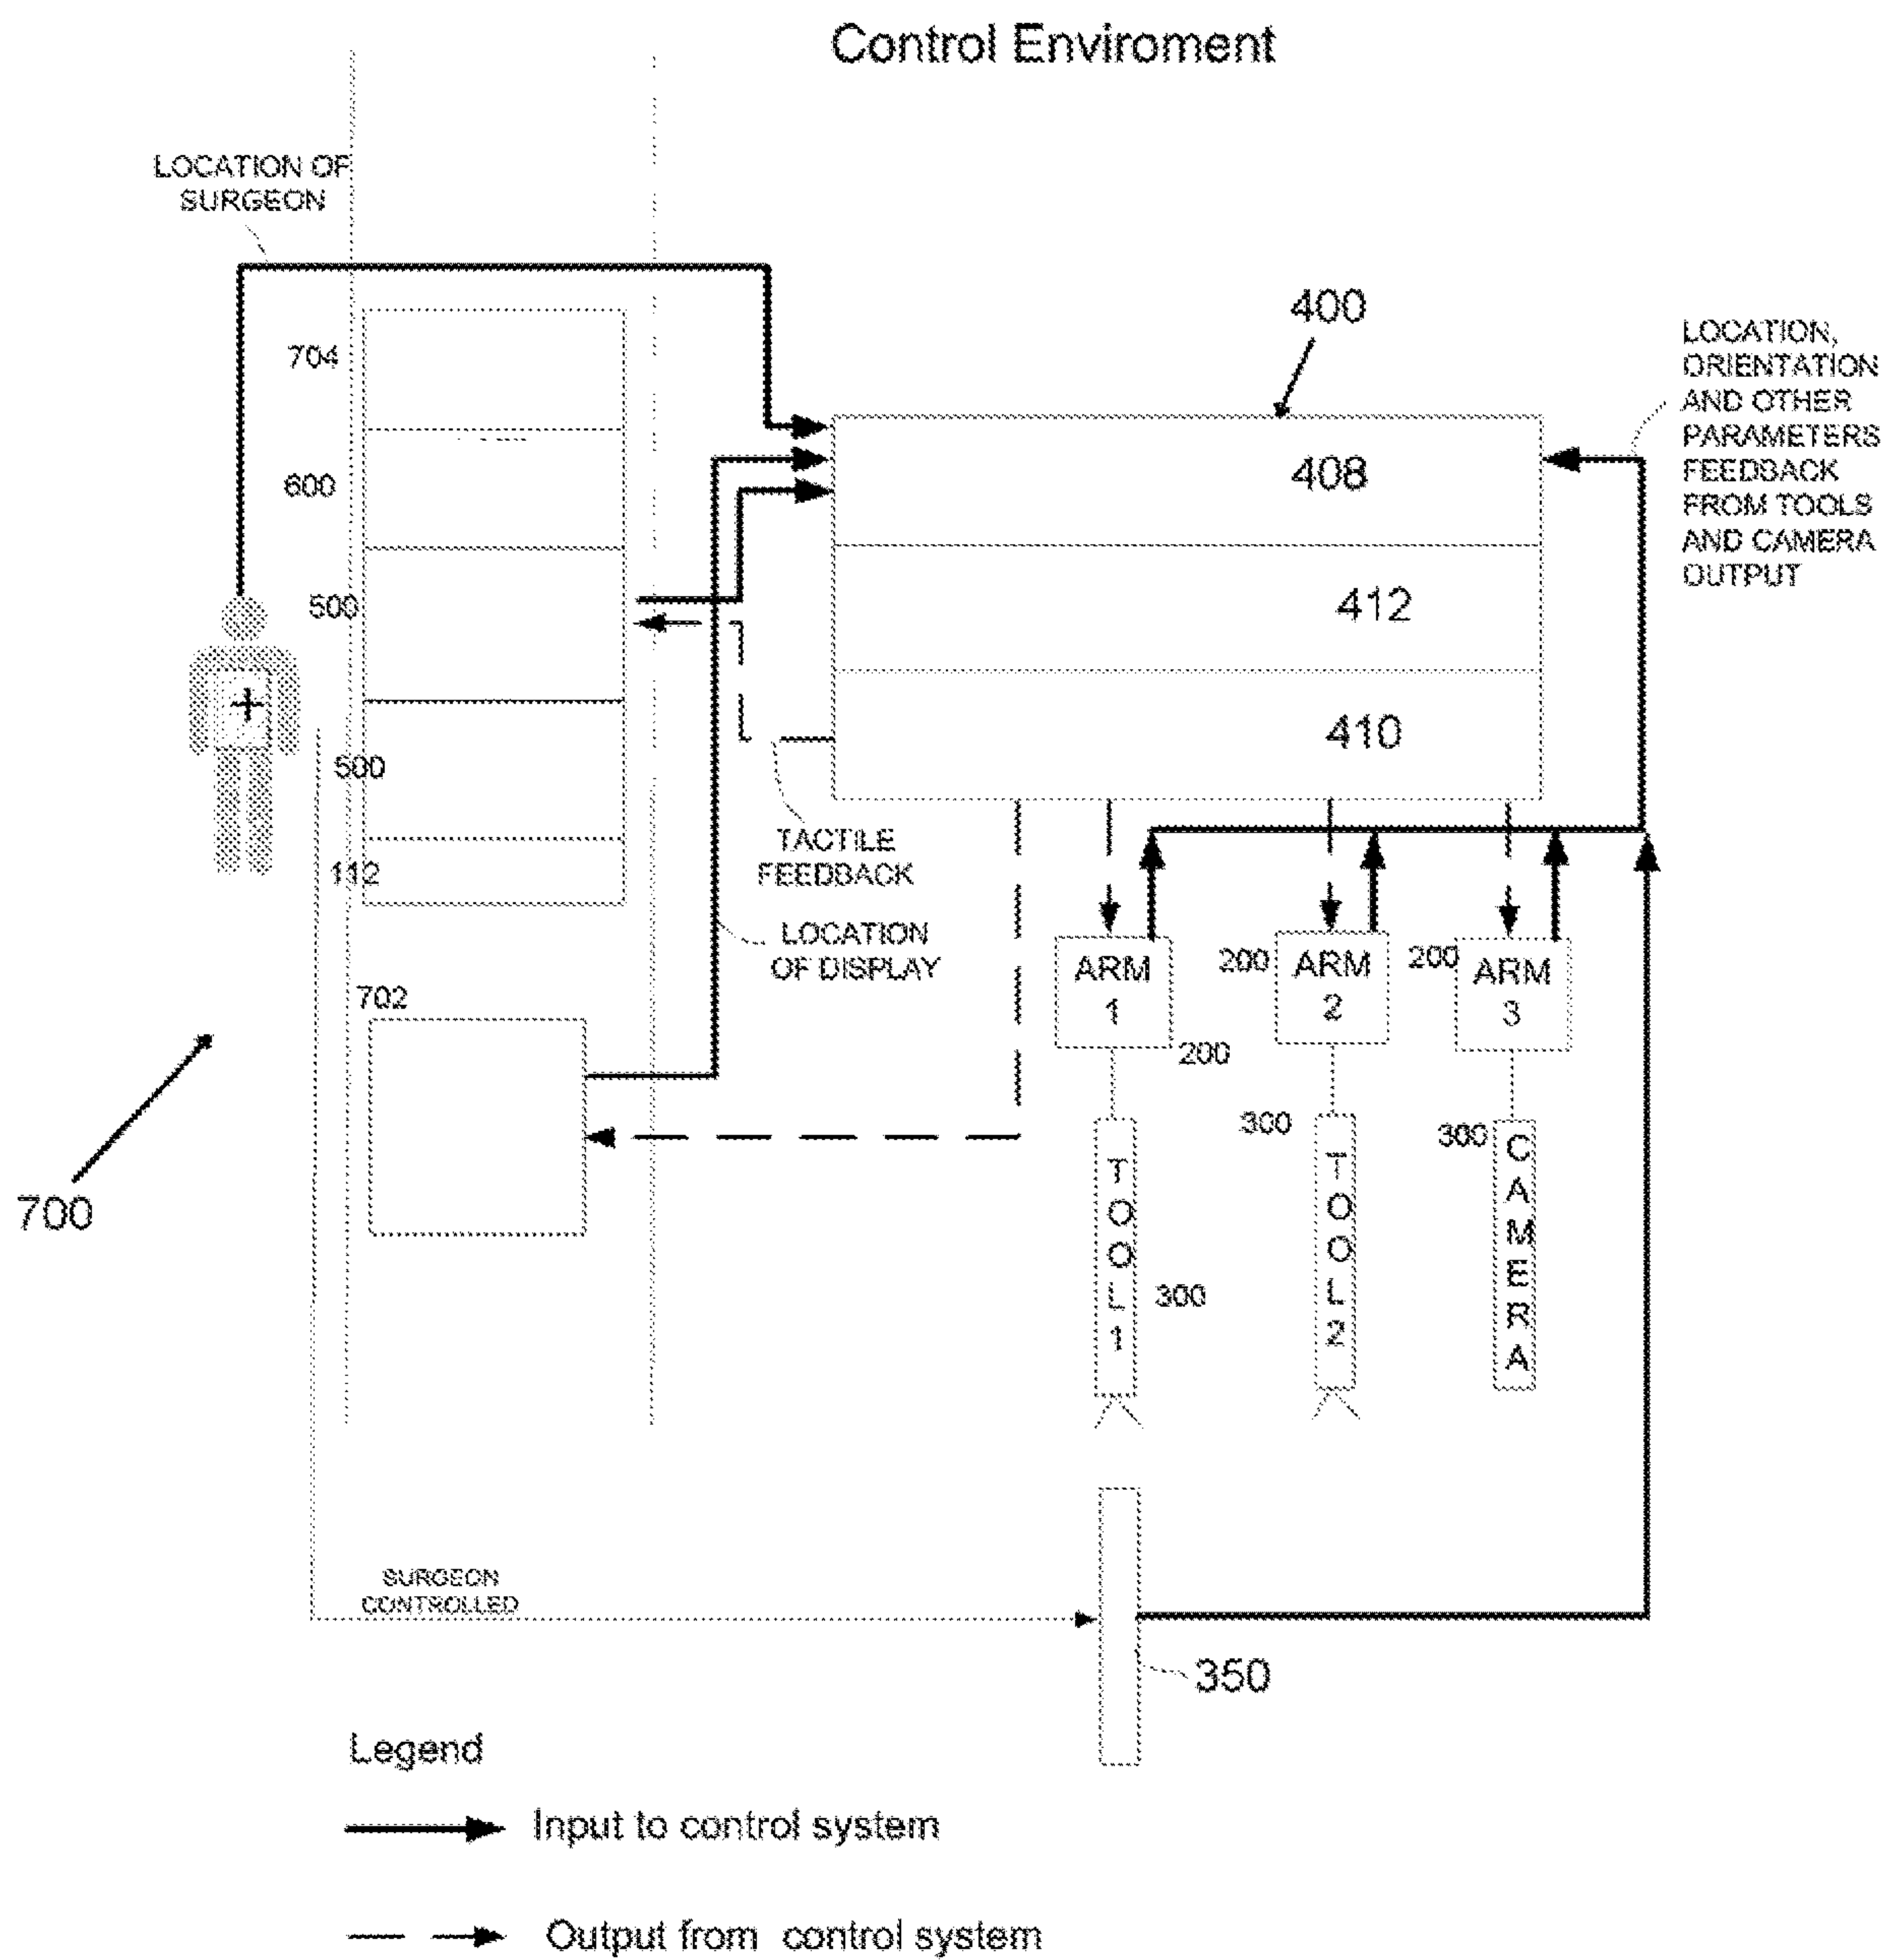 Control Enviroment
LOCATION OF
SURGEON
704
600
500
500
112
702
700
400
408
412
410
LOCATION,
ORIENTATION
AND OTHER
PARAMETERS
FEEDBACK
FROM TOOLS
AND CAMERA
OUTPUT
TACTILE
FEEDBACK
LOCATION
OF DISPLAY
ARM
1
200
200
ARM
2
200
ARM
3
TOOL1
300
300
TOOL2
300
CAMERA
SURGEON
CONTROLLED
350
Legend
Input to control system
Output from control system